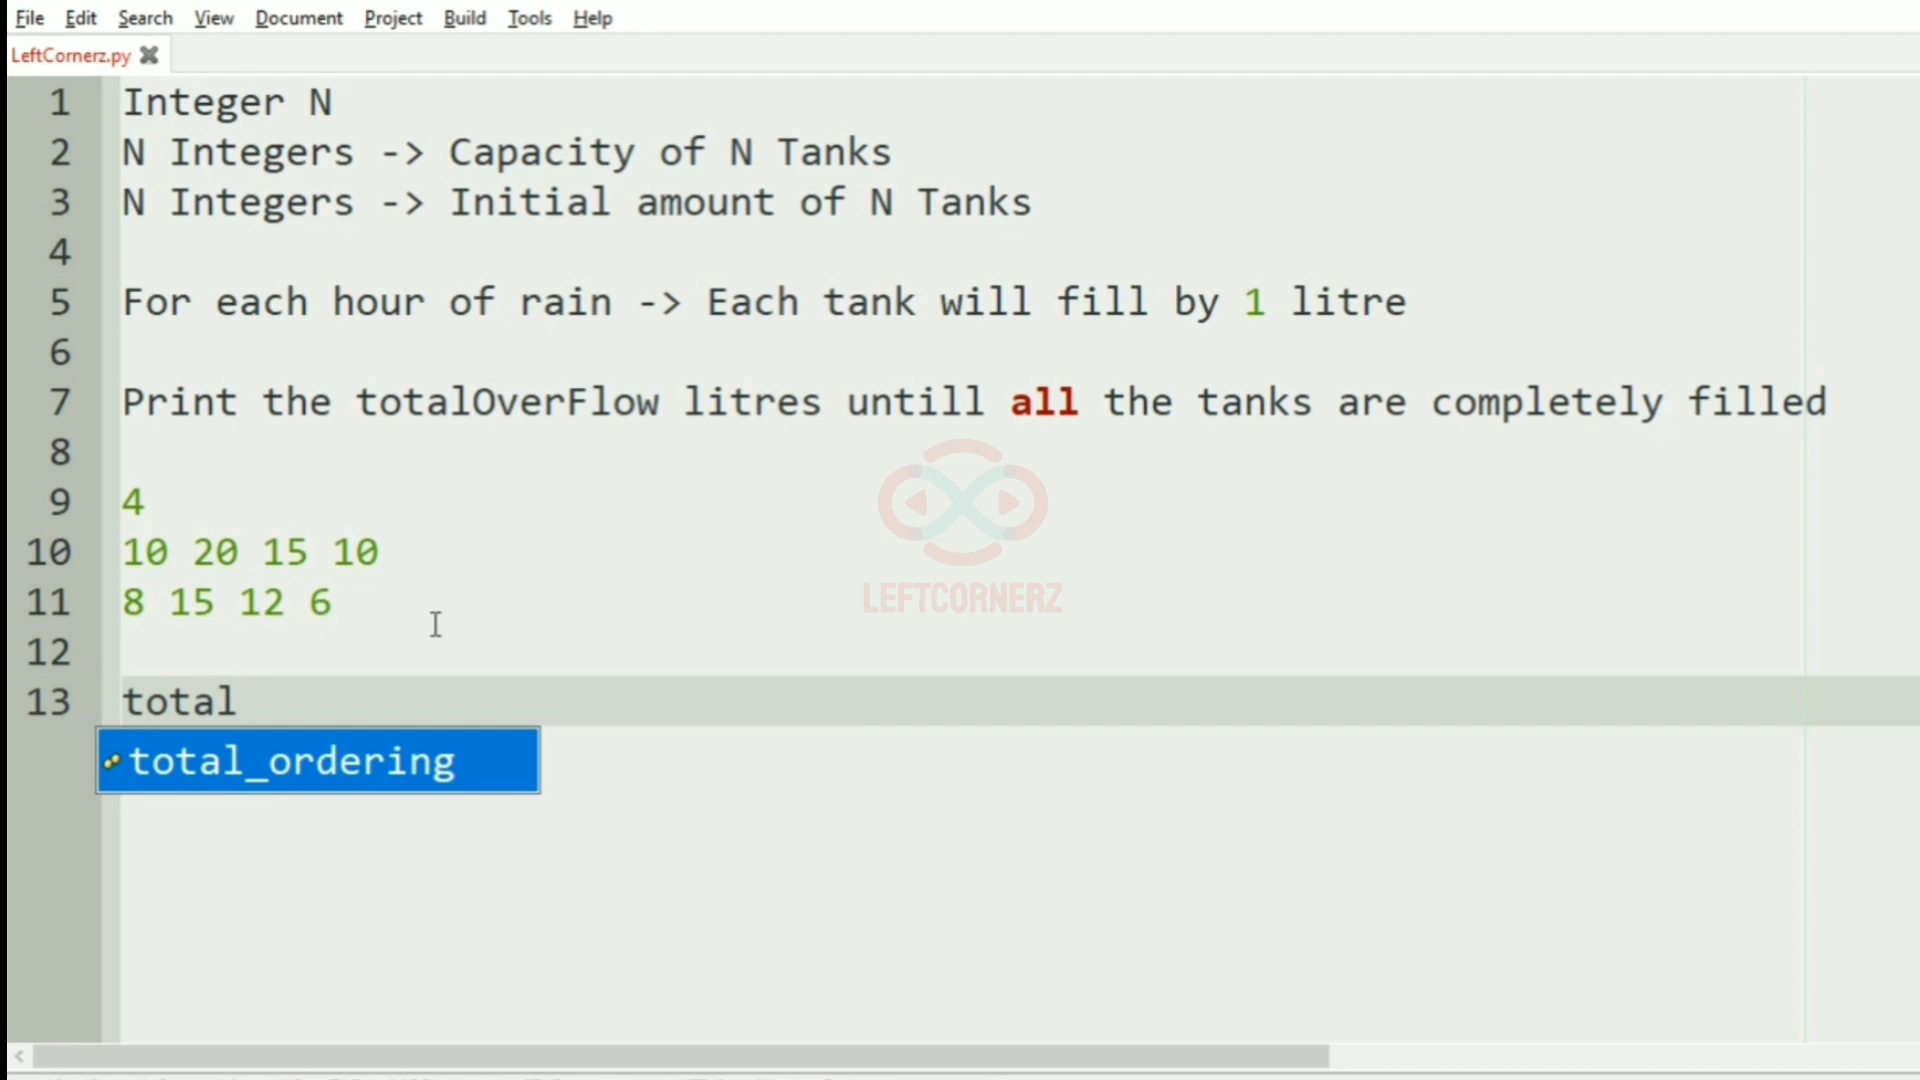 File Edit Search View Document Project Build Tools Help
LeftCornerz.py
1 Integer N
2 N Integers -> Capacity of N Tanks
3 N Integers -> Initial amount of N Tanks
4
5 For each hour of rain -> Each tank will fill by 1 litre
6
7 Print the totalOverFlow litres untill all the tanks are completely filled
8
9 4
10 10 20 15 10
11 8 15 12 6
12
13 total
total_ordering
LEFTCORNERZ